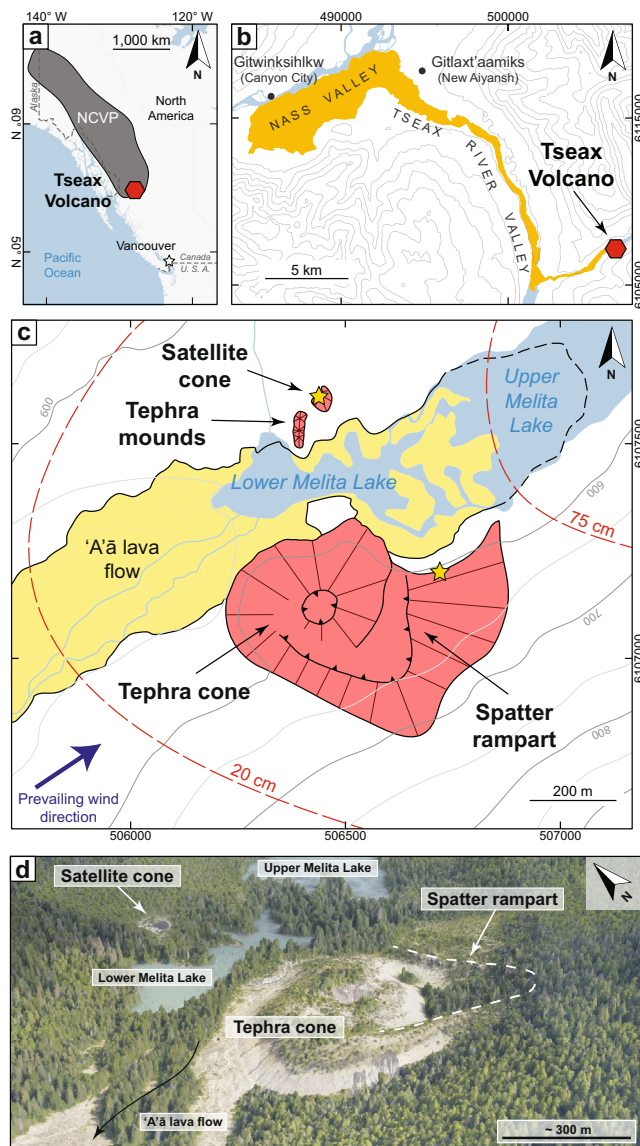 a
140° W
120° W
1,000 km
N
Alaska
60° N
NCVP
North
America
Tseax
Volcano
Vancouver
Pacific
Ocean
Canada
U. S. A.
50° N
b
490000
500000
Gitwinksihlkw
(Canyon City)
Gitlaxt'aamiks
(New Aiyansh)
N
NASS VALLEY
TSEAX RIVER VALLEY
6115000
Tseax
Volcano
5 km
6105000
c
N
600
Satellite
cone
Tephra
mounds
Upper
Melita
Lake
6107500
Lower Melita Lake
600
75 cm
'A'ā lava
flow
700
Tephra cone
Spatter
rampart
6107000
800
20 cm
Prevailing wind
direction
200 m
506000
506500
507000
d
Upper Melita Lake
N
Satellite cone
Spatter rampart
Lower Melita Lake
Tephra cone
'A'ā lava flow
~ 300 m